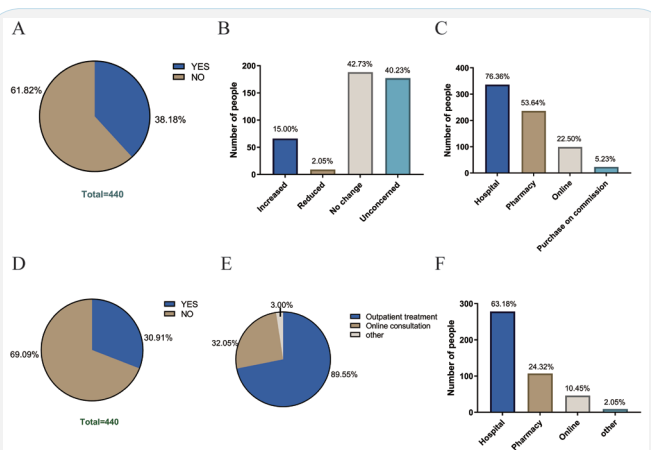 A
YES
NO
61.82%
38.18%
Total=440
B
Number of people
200
150
100
50
0
15.00%
2.05%
42.73%
40.23%
Increased
Reduced
No change
Unconcerned
C
Number of people
400
300
200
100
0
76.36%
53.64%
22.50%
5.23%
Hospital
Pharmacy
Online
Purchase on commission
D
YES
NO
69.09%
30.91%
Total=440
E
3.00%
32.05%
89.55%
Outpatient treatment
Online consultation
other
F
Number of people
300
200
100
0
63.18%
24.32%
10.45%
2.05%
Hospital
Pharmacy
Online
other